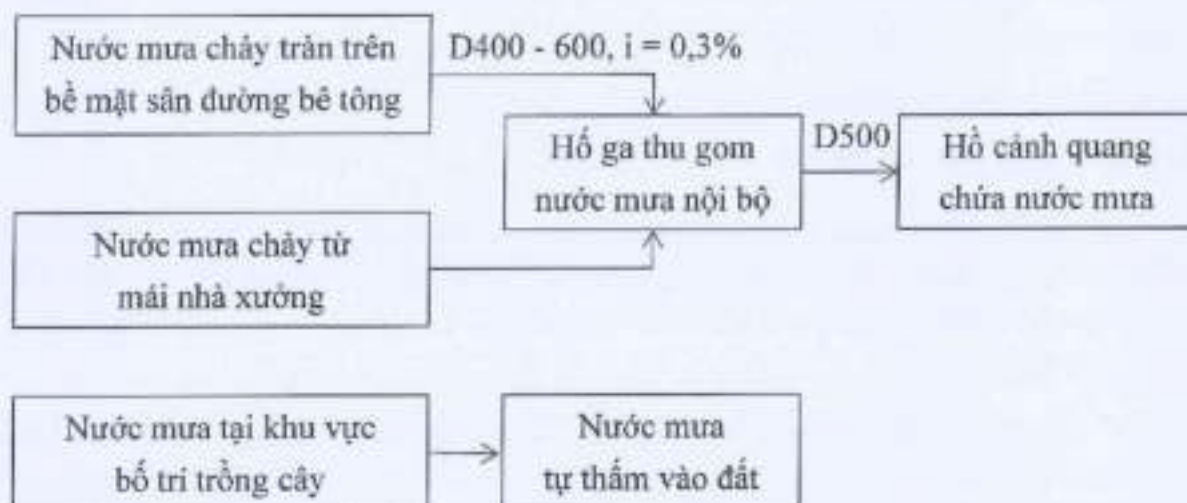 Nước mưa chảy tràn trên
bề mặt sân đường bê tông
D400 - 600, i = 0,3%
Hố ga thu gom
nước mưa nội bộ
D500
Hồ cảnh quang
chứa nước mưa
Nước mưa chảy từ
mái nhà xưởng
Nước mưa tại khu vực
bố trí trồng cây
Nước mưa
tự thấm vào đất